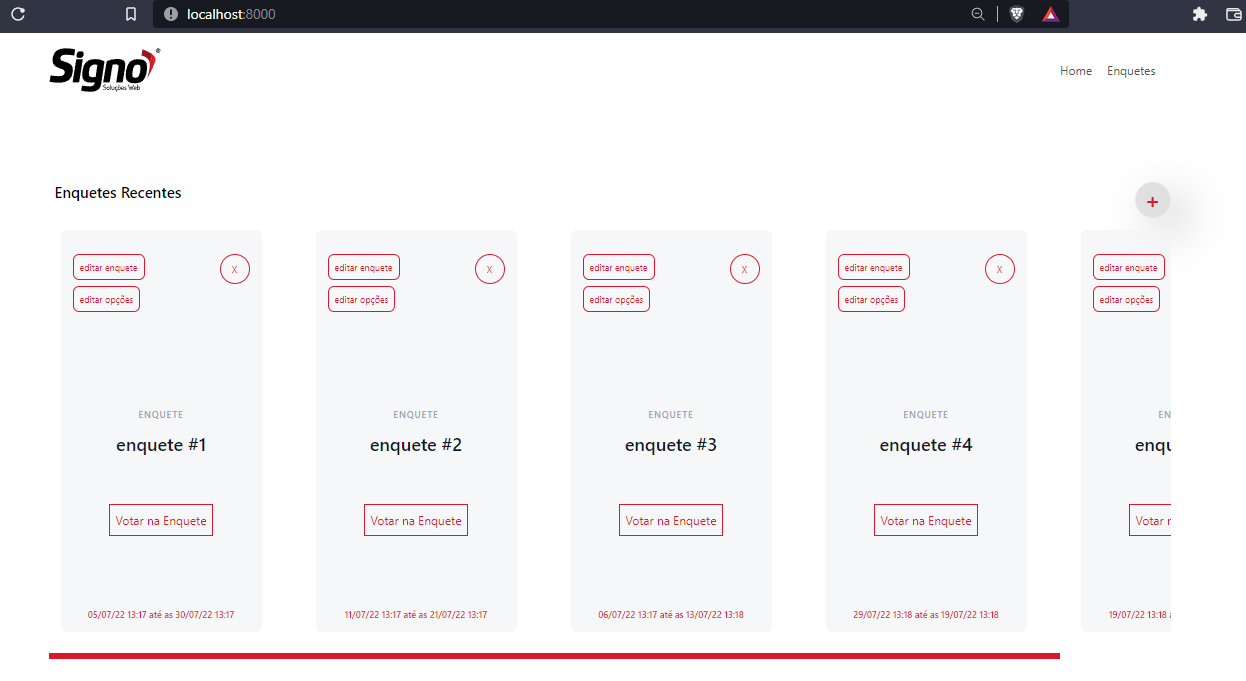 localhost:8000
Signo®
Soluções Web
Home Enquetes
Enquetes Recentes
+
editar enquete X editar enquete X editar enquete X editar enquete X editar enquete
editar opções editar opções editar opções editar opções editar opções
ENQUETE ENQUETE ENQUETE ENQUETE EN
enquete #1 enquete #2 enquete #3 enquete #4 enqu
Votar na Enquete Votar na Enquete Votar na Enquete Votar na Enquete Votar n
05/07/22 13:17 até as 30/07/22 13:17 11/07/22 13:17 até as 21/07/22 13:17 06/07/22 13:17 até as 13/07/22 13:18 29/07/22 13:18 até as 19/07/22 13:18 19/07/22 13:18 a